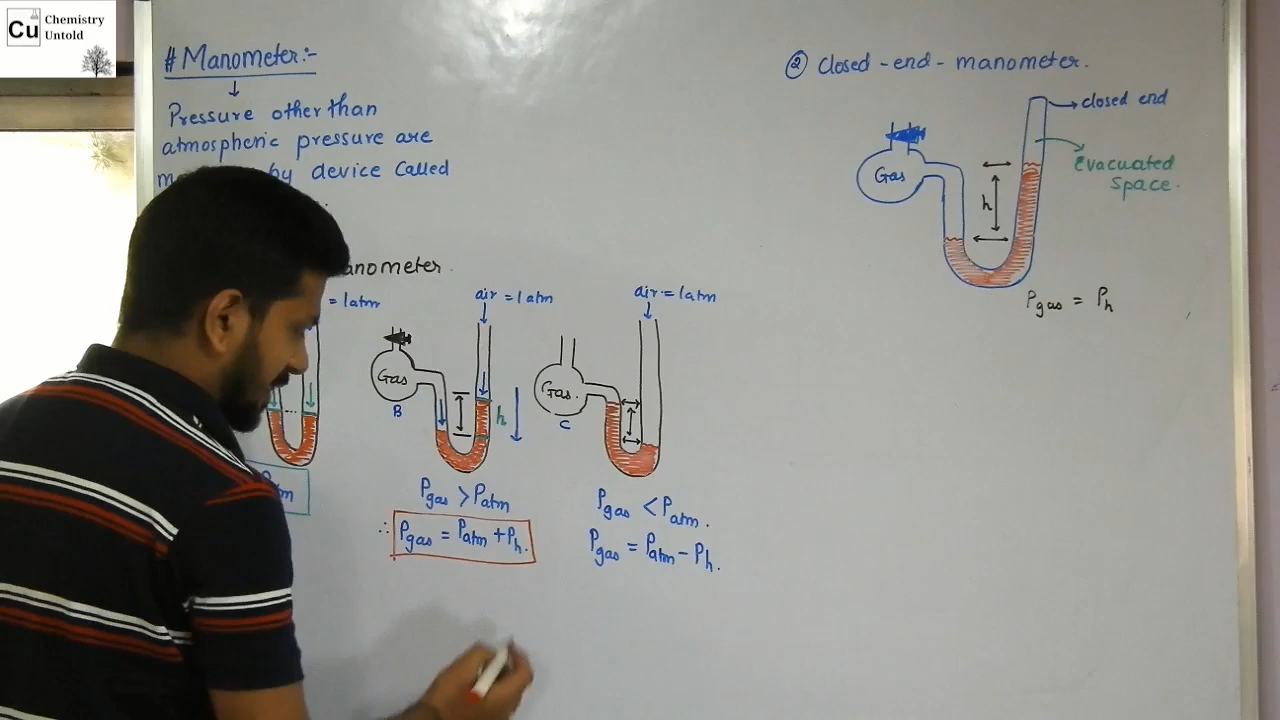 Cu Chemistry
Untold
# Manometer:-
Pressure other than
atmospheric pressure are
by device Called
anometer.
= 1atm
air = 1atm
Gas
B
h
Pgas > Patm
∴ Pgas = Patm + Ph.
air = 1atm
Gas.
C
Pgas < Patm.
Pgas = Patm - Ph.
② Closed-end-manometer.
closed end
Evacuated
Space.
Gas
h
Pgas = Ph